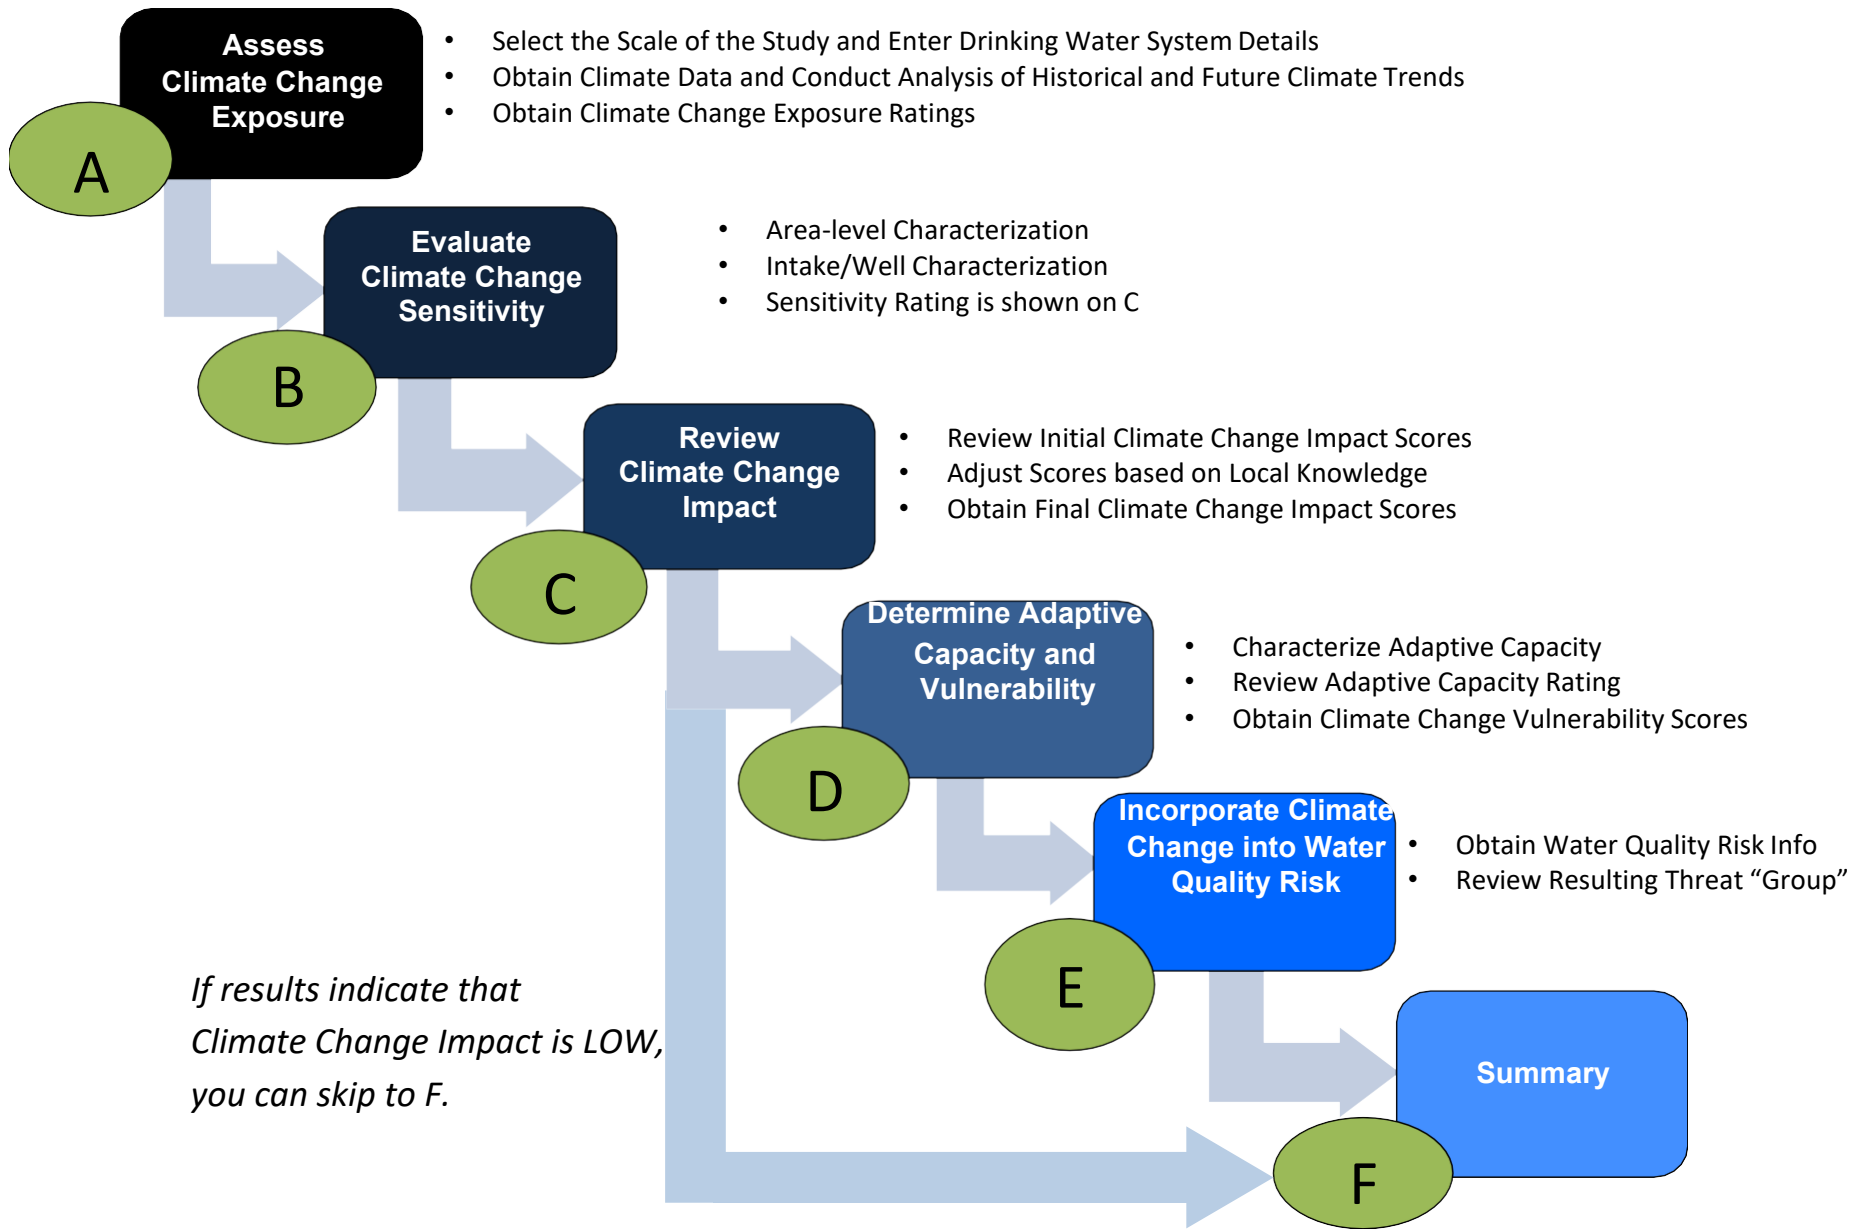 Assess
Climate Change
Exposure
• Select the Scale of the Study and Enter Drinking Water System Details
• Obtain Climate Data and Conduct Analysis of Historical and Future Climate Trends
• Obtain Climate Change Exposure Ratings
A
Evaluate
Climate Change
Sensitivity
• Area-level Characterization
• Intake/Well Characterization
• Sensitivity Rating is shown on C
B
Review
Climate Change
Impact
• Review Initial Climate Change Impact Scores
• Adjust Scores based on Local Knowledge
• Obtain Final Climate Change Impact Scores
C
Determine Adaptive
Capacity and
Vulnerability
• Characterize Adaptive Capacity
• Review Adaptive Capacity Rating
• Obtain Climate Change Vulnerability Scores
D
Incorporate Climate
Change into Water
Quality Risk
• Obtain Water Quality Risk Info
• Review Resulting Threat “Group”
E
If results indicate that
Climate Change Impact is LOW,
you can skip to F.
Summary
F